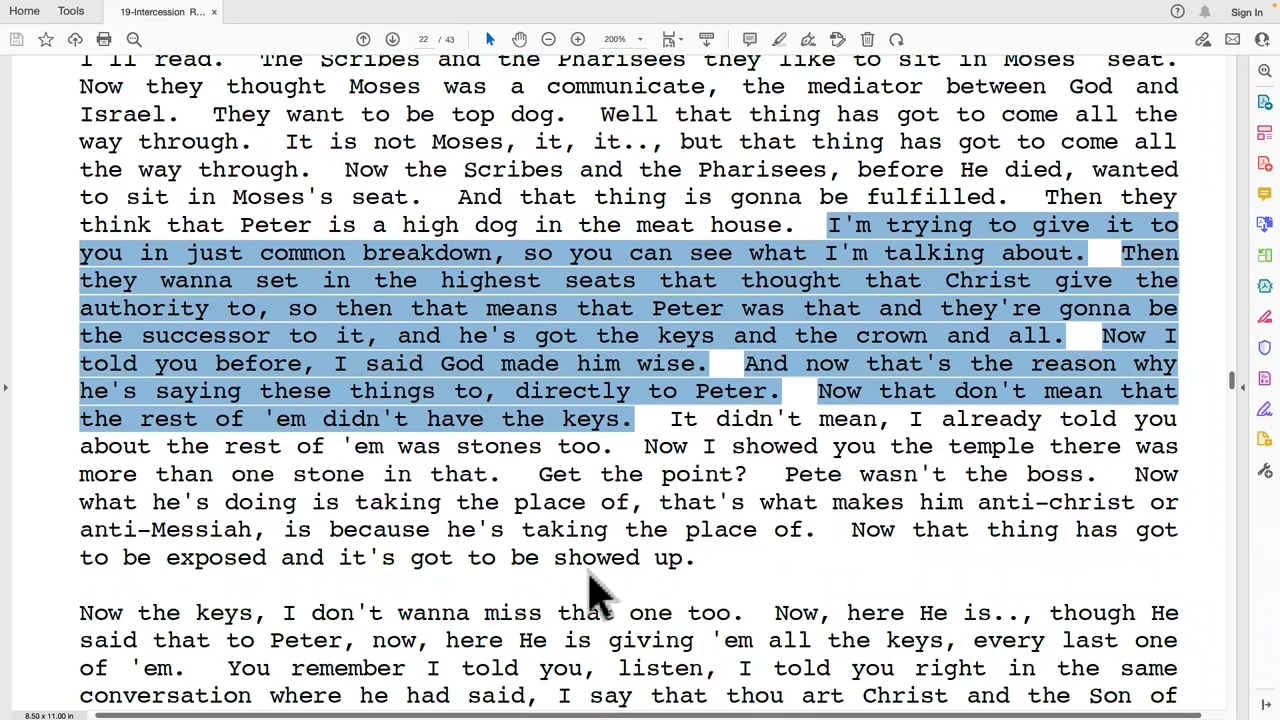 Home Tools 19-Intercession R... × Sign In
22 / 43 200%
I'll read. The Scribes and the Pharisees they like to sit in Moses' seat.
Now they thought Moses was a communicate, the mediator between God and
Israel. They want to be top dog. Well that thing has got to come all the
way through. It is not Moses, it, it.., but that thing has got to come all
the way through. Now the Scribes and the Pharisees, before He died, wanted
to sit in Moses's seat. And that thing is gonna be fulfilled. Then they
think that Peter is a high dog in the meat house. I'm trying to give it to
you in just common breakdown, so you can see what I'm talking about. Then
they wanna set in the highest seats that thought that Christ give the
authority to, so then that means that Peter was that and they're gonna be
the successor to it, and he's got the keys and the crown and all. Now I
told you before, I said God made him wise. And now that's the reason why
he's saying these things to, directly to Peter. Now that don't mean that
the rest of 'em didn't have the keys. It didn't mean, I already told you
about the rest of 'em was stones too. Now I showed you the temple there was
more than one stone in that. Get the point? Pete wasn't the boss. Now
what he's doing is taking the place of, that's what makes him anti-christ or
anti-Messiah, is because he's taking the place of. Now that thing has got
to be exposed and it's got to be showed up.
Now the keys, I don't wanna miss that one too. Now, here He is.., though He
said that to Peter, now, here He is giving 'em all the keys, every last one
of 'em. You remember I told you, listen, I told you right in the same
conversation where he had said, I say that thou art Christ and the Son of
8.50 x 11.00 in